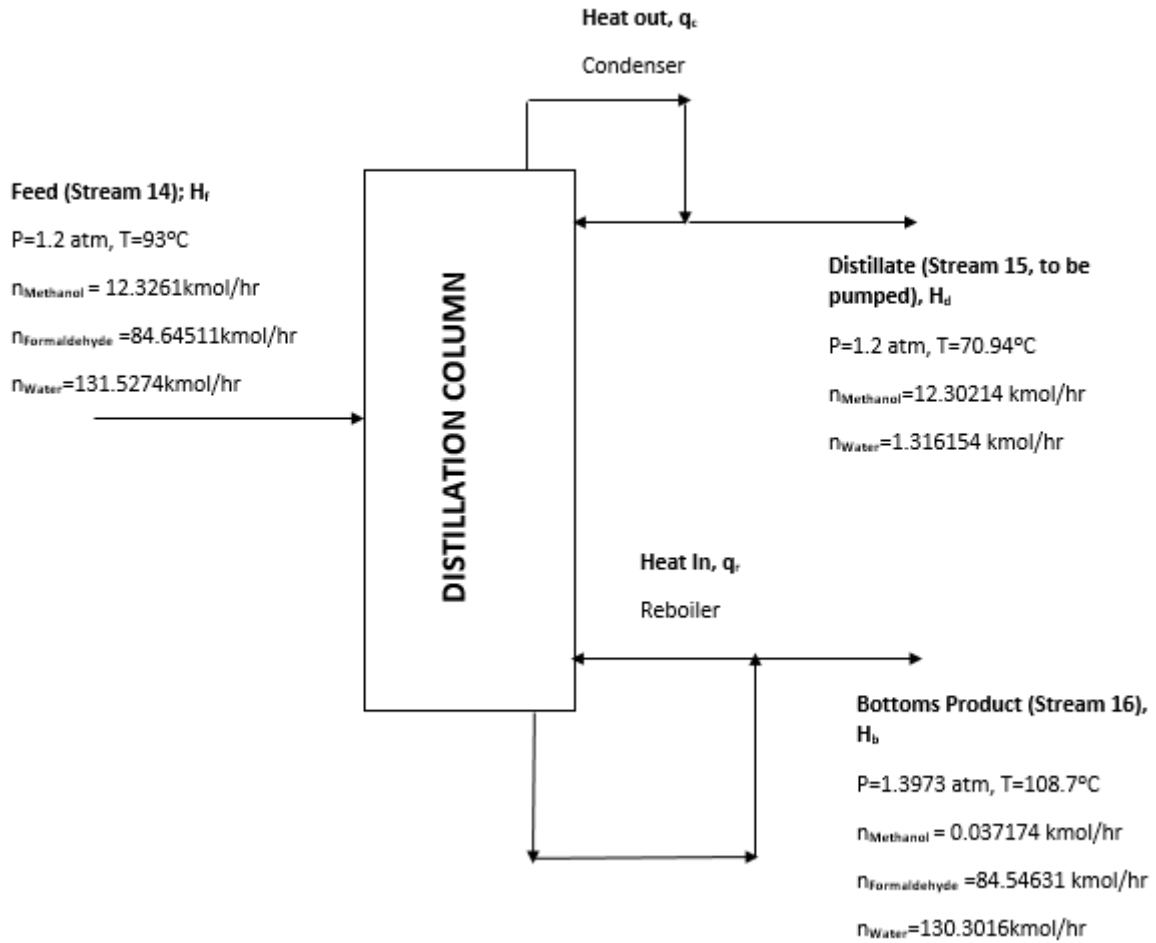 Heat out, qc
Condenser
Feed (Stream 14); Hf
P=1.2 atm, T=93ºC
nMethanol = 12.3261kmol/hr
nFormaldehyde =84.64511kmol/hr
nWater=131.5274kmol/hr
DISTILLATION COLUMN
Distillate (Stream 15, to be
pumped), Hd
P=1.2 atm, T=70.94ºC
nMethanol=12.30214 kmol/hr
nWater=1.316154 kmol/hr
Heat In, qr
Reboiler
Bottoms Product (Stream 16),
Hb
P=1.3973 atm, T=108.7ºC
nMethanol = 0.037174 kmol/hr
nFormaldehyde =84.54631 kmol/hr
nWater=130.3016kmol/hr